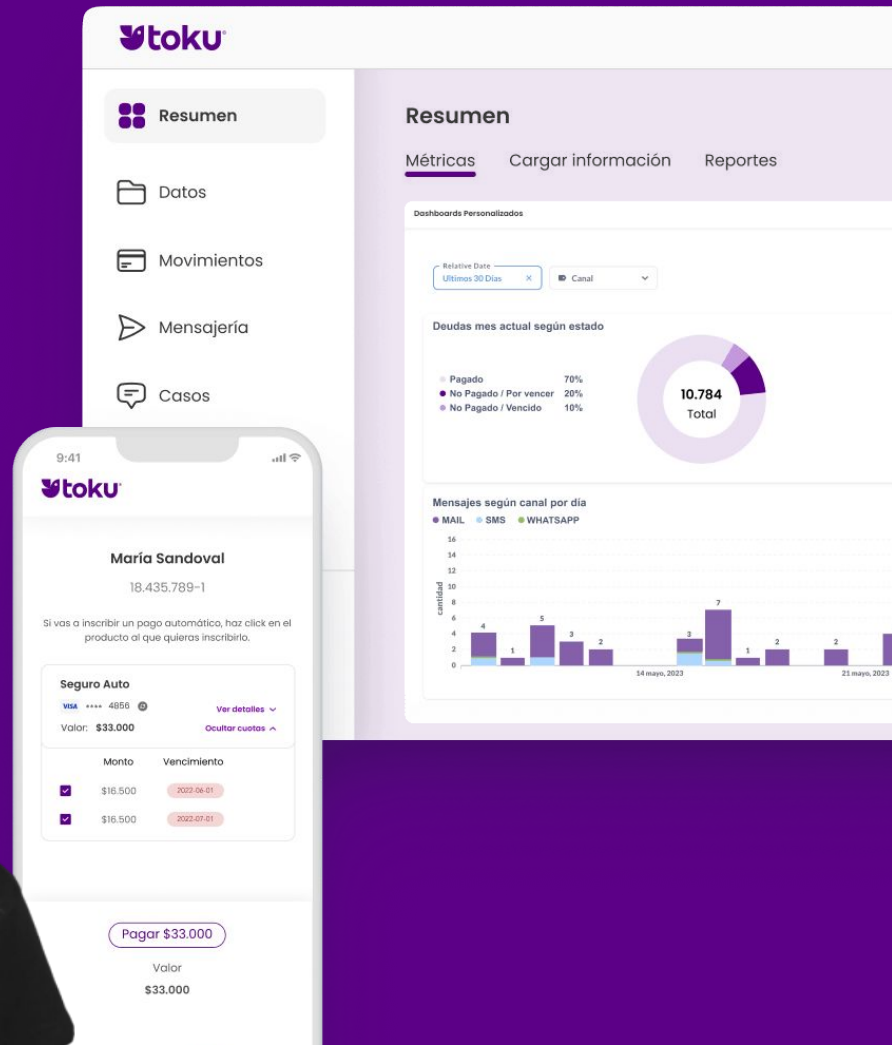 toku
Resumen
Datos
Movimientos
Mensajería
Casos
Resumen
Métricas Cargar información Reportes
Dashboards Personalizados
Relative Date
Ultimos 30 Días × Canal
Deudas mes actual según estado
Pagado 70%
No Pagado / Por vencer 20%
No Pagado / Vencido 10%
10.784
Total
Mensajes según canal por día
MAIL SMS WHATSAPP
cantidad
16
14
12
10
8
6
4
2
0
4 1 5 3 2 3 7 1 2 2
14 mayo, 2023 21 mayo, 2023
9:41
toku
María Sandoval
18.435.789-1
Si vas a inscribir un pago automático, haz click en el
producto al que quieras inscribirlo.
Seguro Auto
VISA •••• 4856 Ver detalles
Valor: $33.000 Ocultar cuotas
Monto Vencimiento
$16.500 2022-06-01
$16.500 2022-07-01
Pagar $33.000
Valor
$33.000